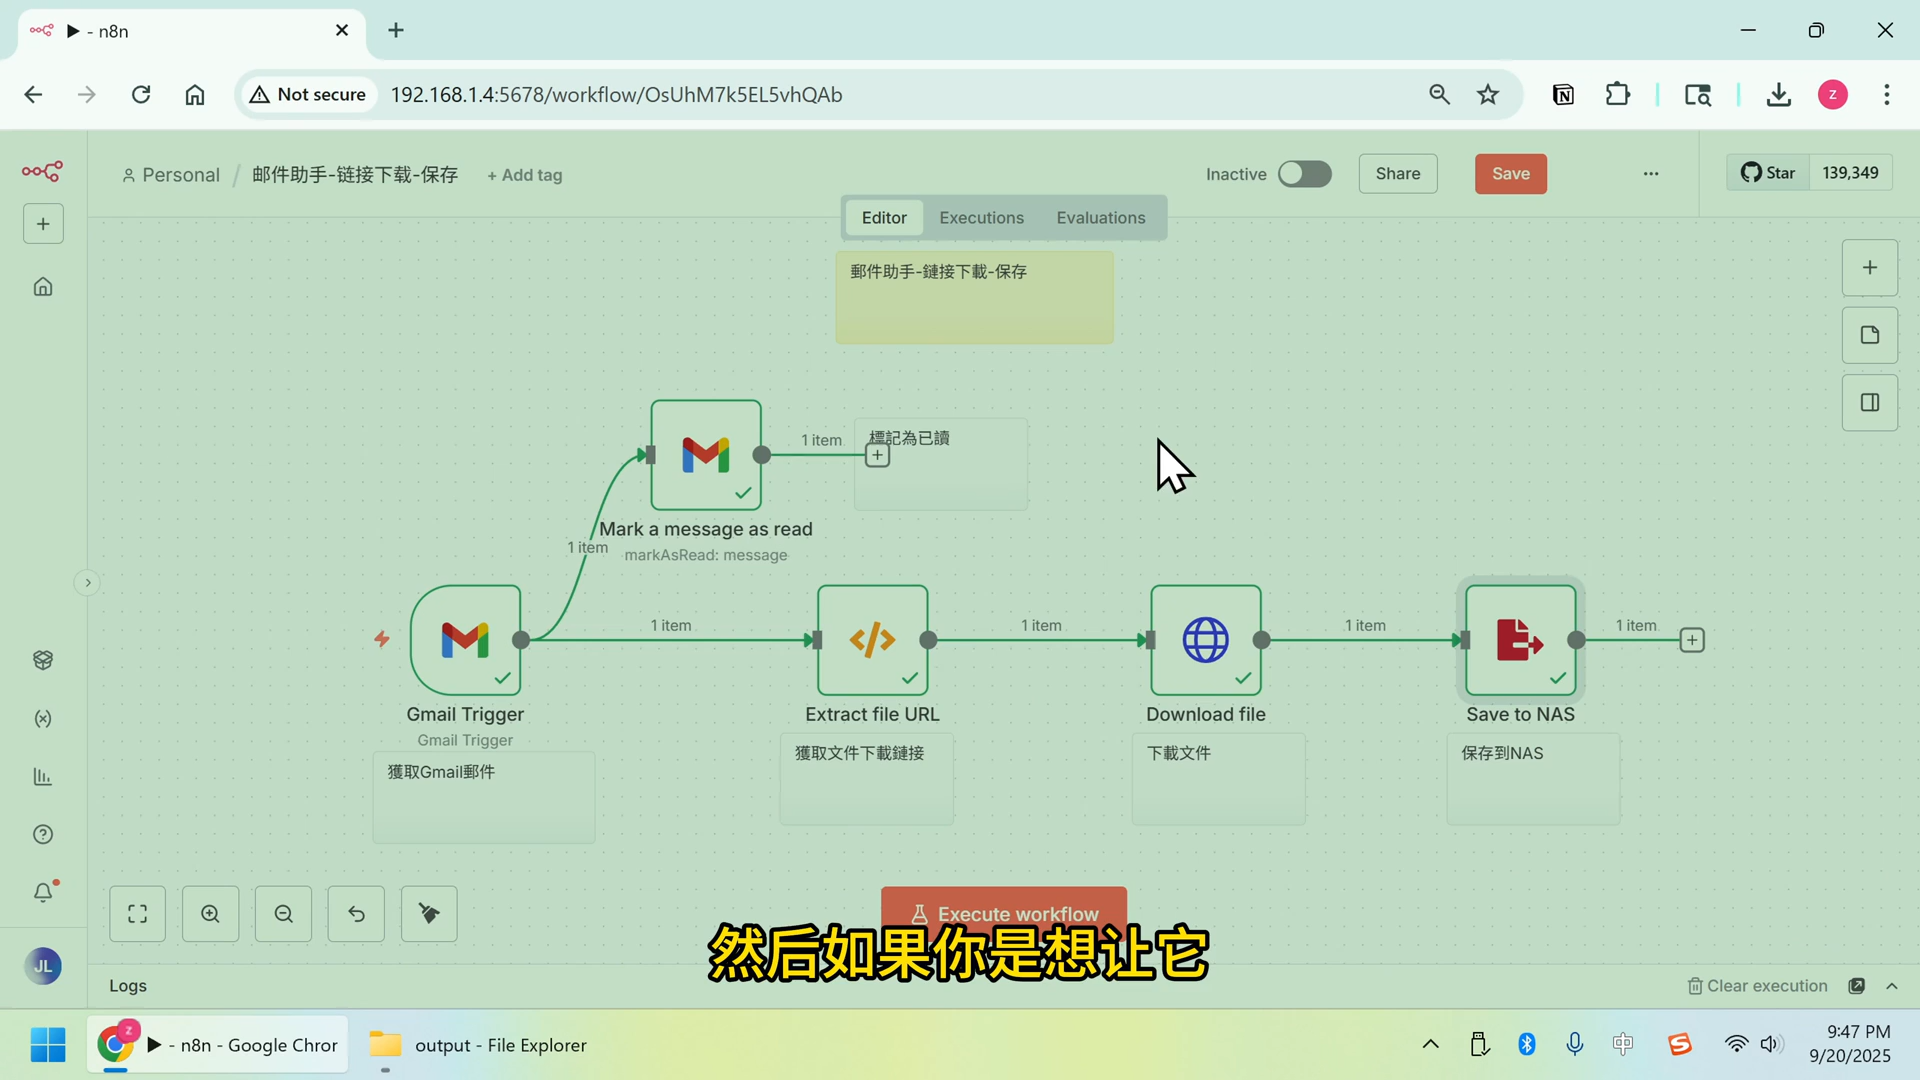 - n8n
Not secure
192.168.1.4:5678/workflow/OsUhM7k5EL5vhQAb
N
z
Personal / 邮件助手-链接下载-保存
+ Add tag
Inactive
Share
Save
Star
139,349
Editor
Executions
Evaluations
郵件助手-鏈接下載-保存
1 item
標記為已讀
Mark a message as read
markAsRead: message
1 item
1 item
1 item
1 item
1 item
Gmail Trigger
Gmail Trigger
Extract file URL
Download file
Save to NAS
獲取Gmail郵件
獲取文件下載鏈接
下載文件
保存到NAS
Execute workflow
然后如果你是想让它
JL
Logs
Clear execution
z
- n8n - Google Chror
output - File Explorer
中
S
9:47 PM
9/20/2025